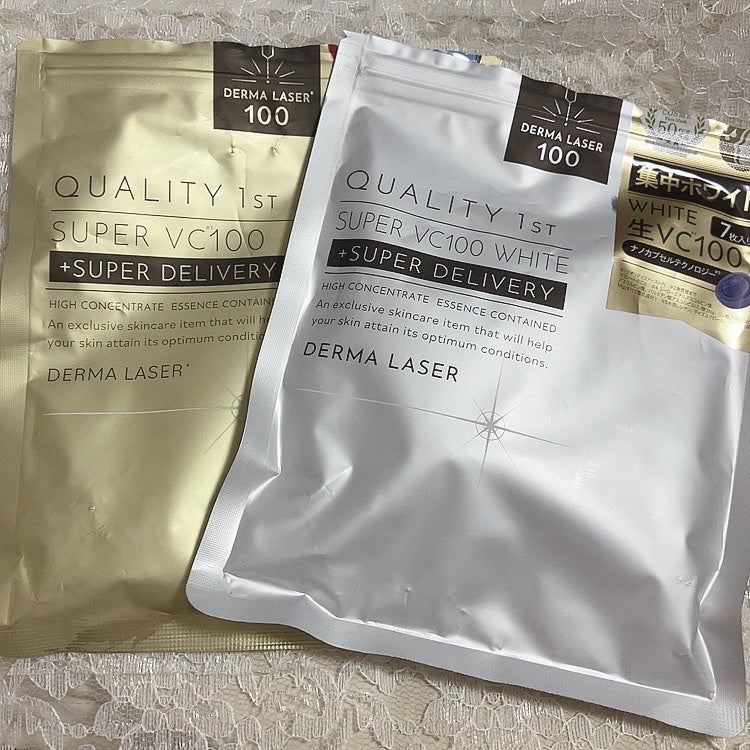 DERMA LASER*
100
QUALITY 1ST
SUPER VC100
+SUPER DELIVERY
HIGH CONCENTRATE ESSENCE CONTAINE
An exclusive skincare item that will he
your skin attain its optimum conditio
DERMA LASER*
DERMA LASER
100
QUALITY 1ST
SUPER VC100 WHITE
+SUPER DELIVERY
HIGH CONCENTRATE ESSENCE CONTAINED
An exclusive skincare item that will help
your skin attain its optimum conditions.
DERMA LASER
集中ホワイト
WHITE
7枚入り
生VC100
ナノカプセルテクノロジー